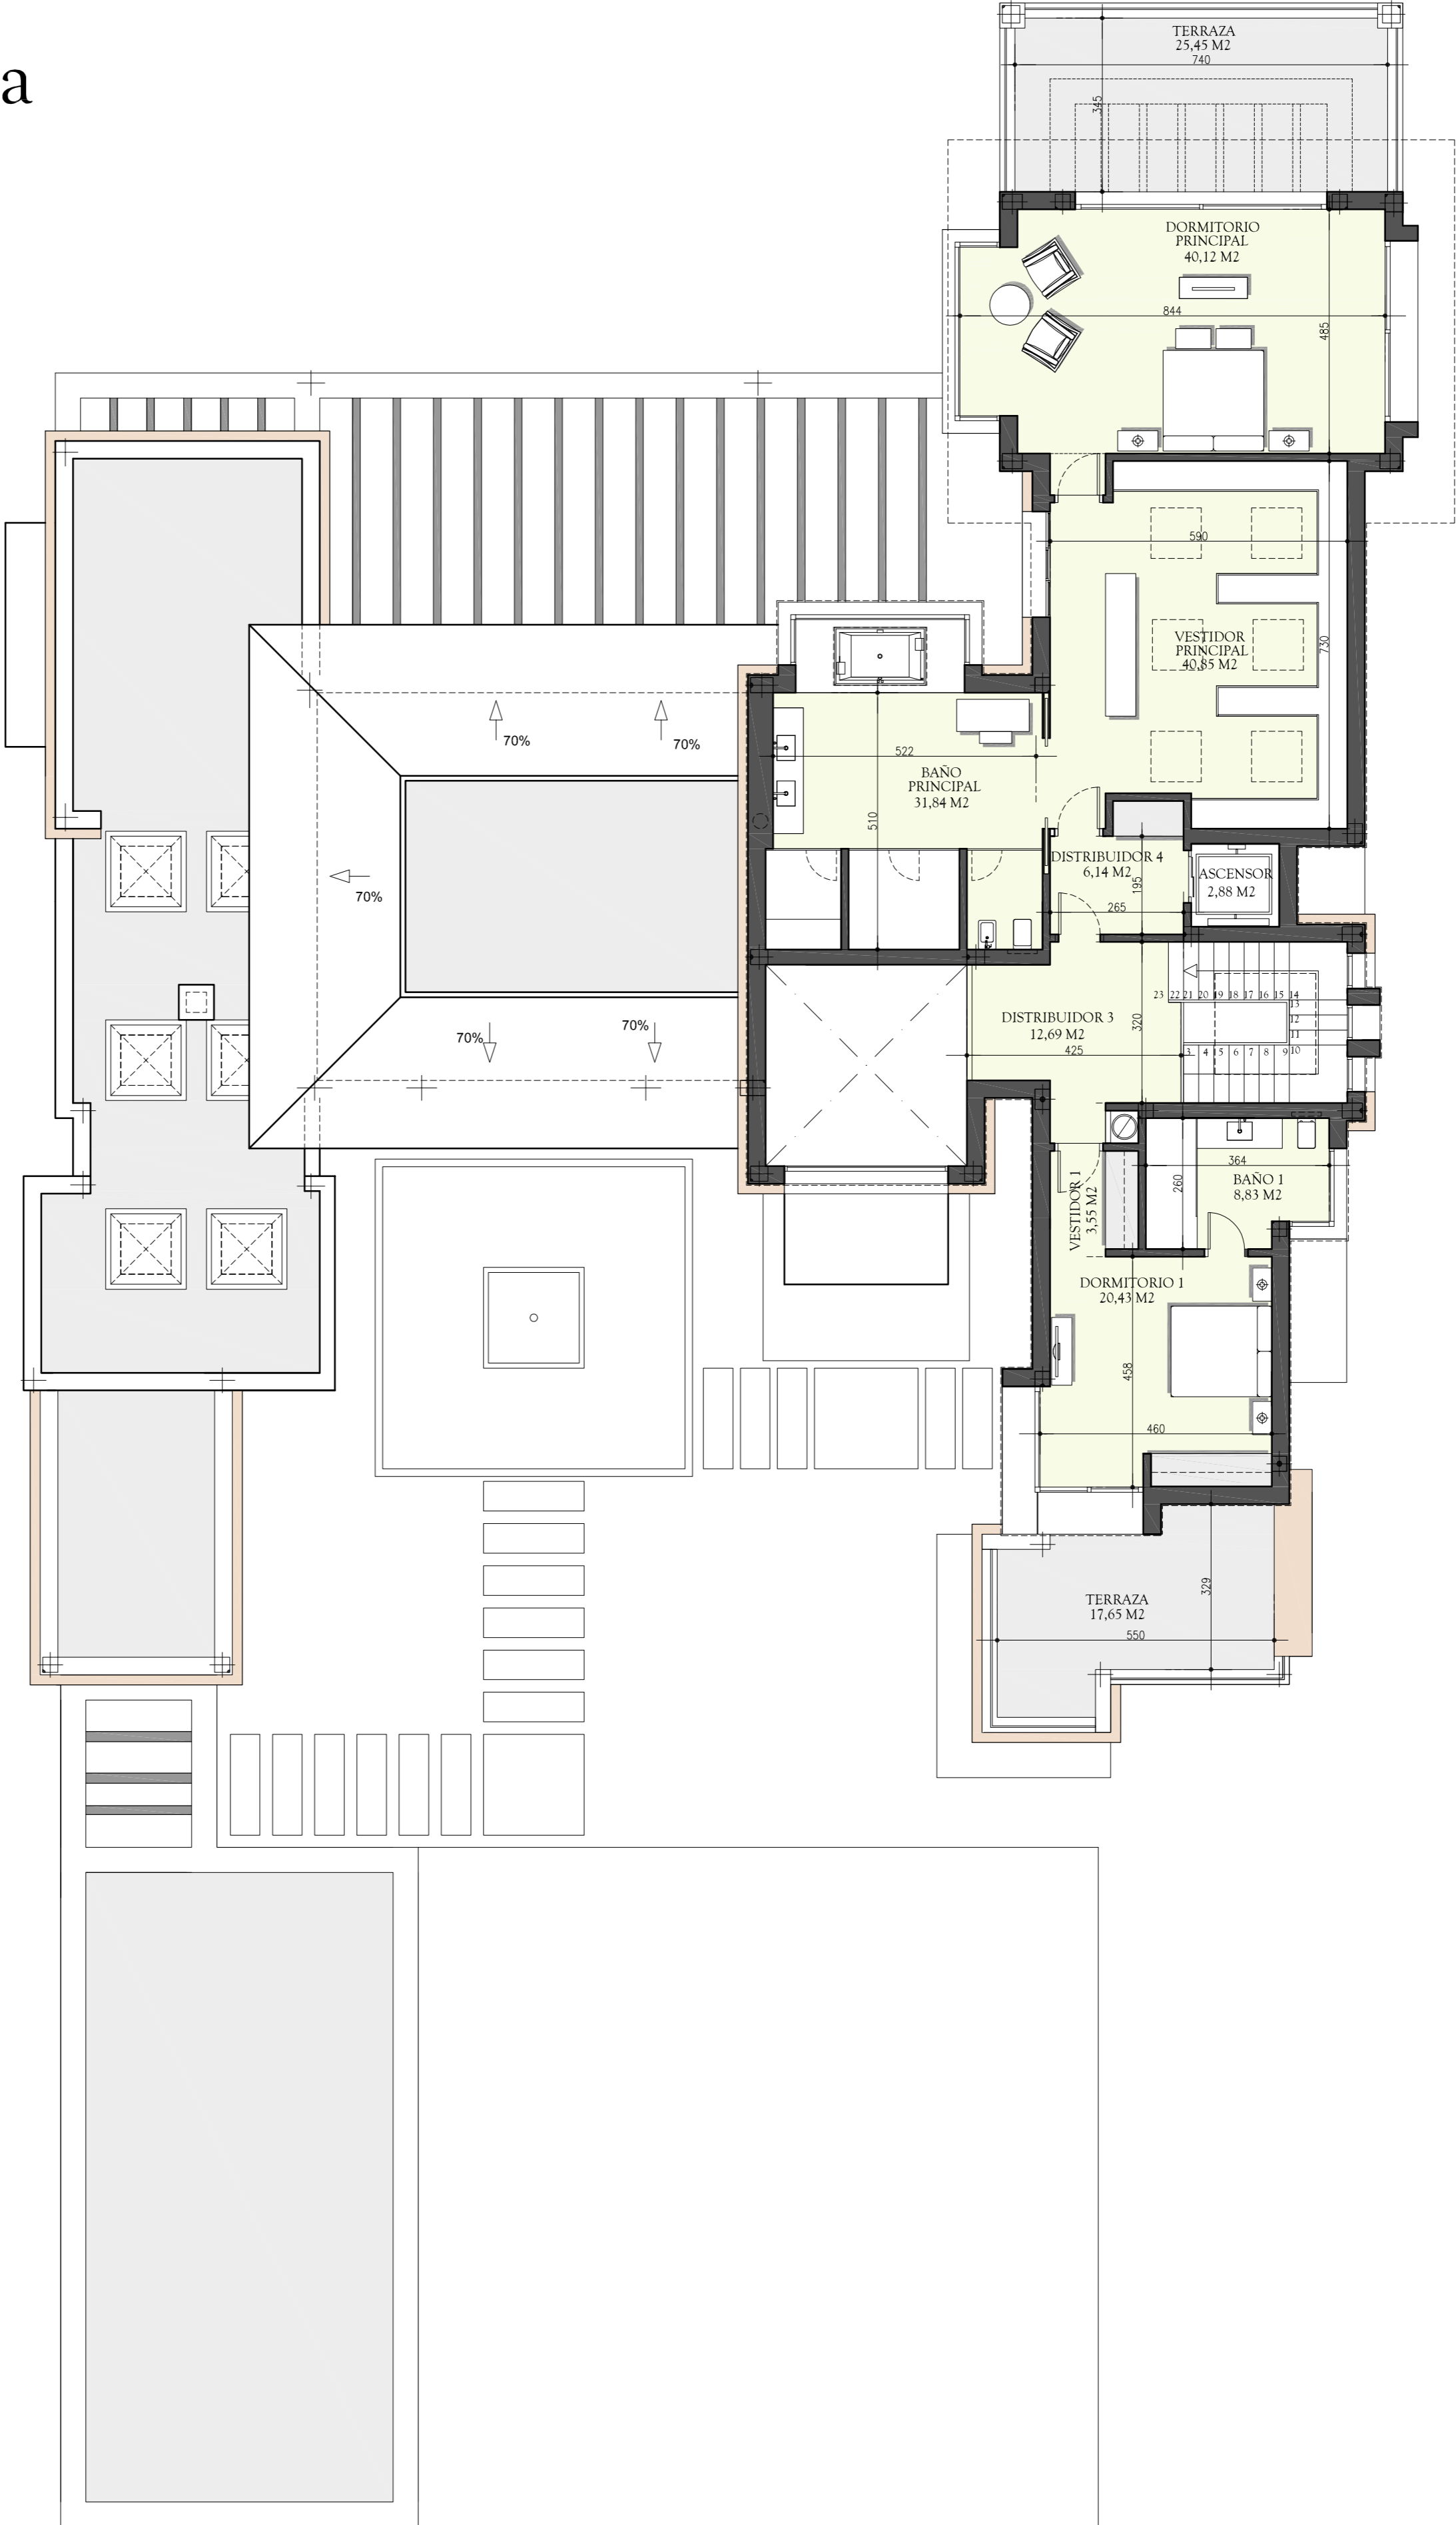 a
TERRAZA
25,45 M2
740
345
DORMITORIO
PRINCIPAL
40,12 M2
844
485
590
VESTIDOR
PRINCIPAL
40,85 M2
730
70%
70%
522
BAÑO
PRINCIPAL
31,84 M2
510
DISTRIBUIDOR 4
6,14 M2
195
265
ASCENSOR
2,88 M2
70%
23 22 21 20 19 18 17 16 15 14
13
12
11
3 4 5 6 7 8 9 10
DISTRIBUIDOR 3
12,69 M2
320
425
70%
70%
364
260
BAÑO 1
8,83 M2
VESTIDOR 1
3,55 M2
DORMITORIO 1
20,43 M2
458
460
TERRAZA
17,65 M2
329
550